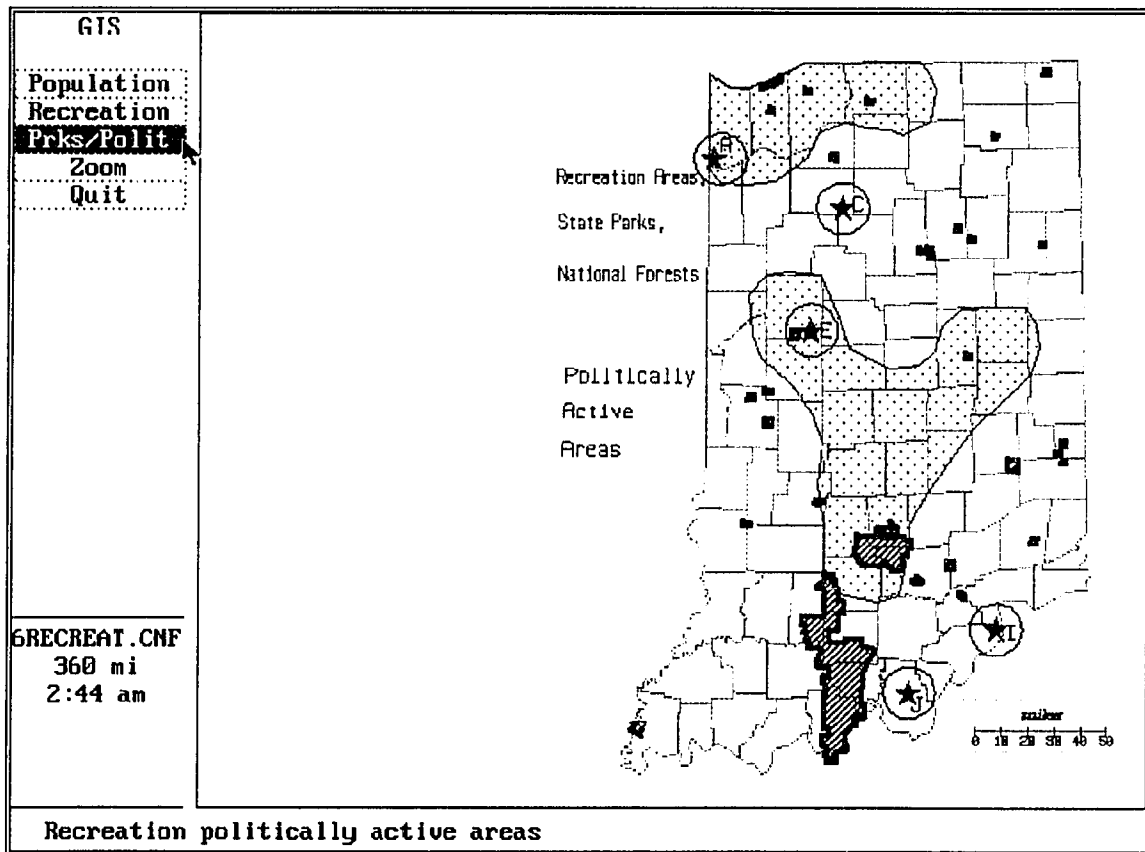 GIS
Population
Recreation
Prks/Polit
Zoom
Quit
6RECREAT.CNF
360 mi
2:44 am
Recreation Areas,
State Parks,
National Forests
Politically
Active
Areas
A
C
E
I
J
miles
0 10 20 30 40 50
Recreation politically active areas